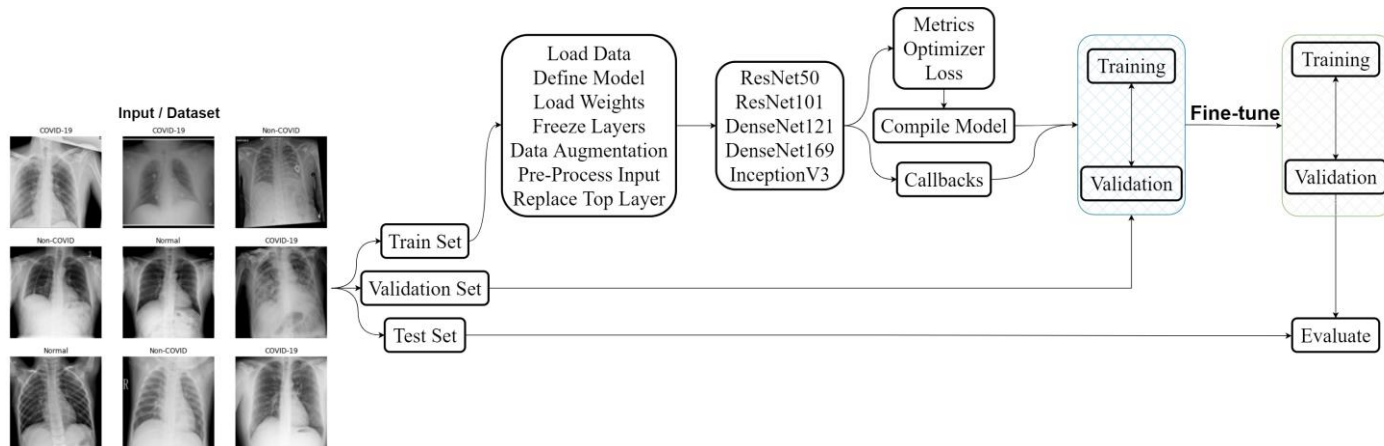 Input / Dataset
COVID-19
COVID-19
Non-COVID
Non-COVID
Normal
COVID-19
Normal
Non-COVID
COVID-19
R
Train Set
Validation Set
Test Set
Load Data
Define Model
Load Weights
Freeze Layers
Data Augmentation
Pre-Process Input
Replace Top Layer
ResNet50
ResNet101
DenseNet121
DenseNet169
InceptionV3
Metrics
Optimizer
Loss
Compile Model
Callbacks
Training
Validation
Fine-tune
Training
Validation
Evaluate